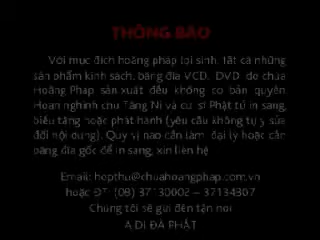 THÔNG BÁO
Với mục đích hoằng pháp lợi sinh, tất cả những
sản phẩm kinh sách, băng đĩa VCD, DVD do chùa
Hoằng Pháp sản xuất đều không có bản quyền.
Hoan nghinh chư Tăng Ni và cư sĩ Phật tử in sang,
biếu tặng hoặc phát hành (yêu cầu không tự ý sửa
đổi nội dung). Quý vị nào cần làm đại lý hoặc cần
băng đĩa gốc để in sang, xin liên hệ
Email: hopthu@chuahoangphap.com.vn
hoặc ĐT: (08) 37130002 – 37134307
Chúng tôi sẽ gửi đến tận nơi
A DI ĐÀ PHẬT